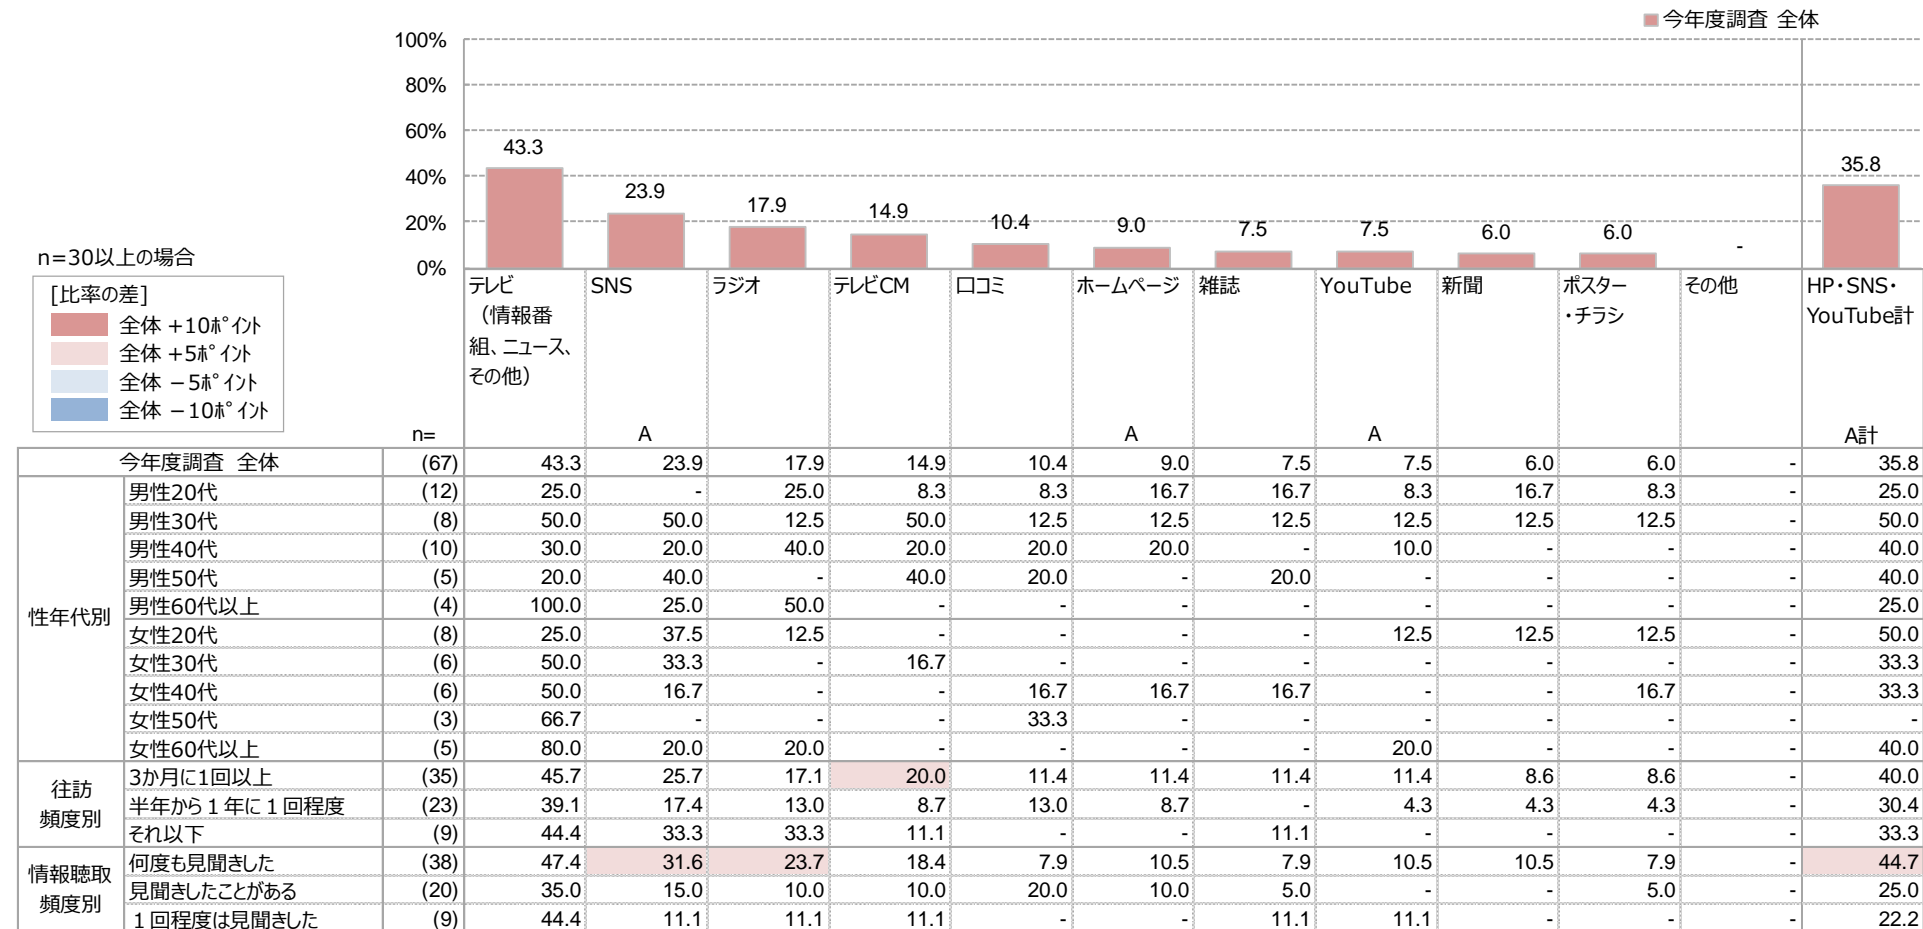 今年度調査 全体
100%
80%
60%
40%
20%
0%
43.3 23.9 17.9 14.9 10.4 9.0 7.5 7.5 6.0 6.0 - 35.8
n=30以上の場合
[比率の差]
全体 +10ﾎﾟｲﾝﾄ
全体 +5ﾎﾟｲﾝﾄ
全体 －5ﾎﾟｲﾝﾄ
全体 －10ﾎﾟｲﾝﾄ
テレビ
（情報番
組、ニュース、
その他）
SNS
ラジオ
テレビCM
口コミ
ホームページ
雑誌
YouTube
新聞
ポスター
・チラシ
その他
HP・SNS・
YouTube計
n= A A A A計
今年度調査 全体 (67) 43.3 23.9 17.9 14.9 10.4 9.0 7.5 7.5 6.0 6.0 - 35.8
性年代別
男性20代 (12) 25.0 - 25.0 8.3 8.3 16.7 16.7 8.3 16.7 8.3 - 25.0
男性30代 (8) 50.0 50.0 12.5 50.0 12.5 12.5 12.5 12.5 12.5 12.5 - 50.0
男性40代 (10) 30.0 20.0 40.0 20.0 20.0 20.0 - 10.0 - - - 40.0
男性50代 (5) 20.0 40.0 - 40.0 20.0 - 20.0 - - - - 40.0
男性60代以上 (4) 100.0 25.0 50.0 - - - - - - - - 25.0
女性20代 (8) 25.0 37.5 12.5 - - - - 12.5 12.5 12.5 - 50.0
女性30代 (6) 50.0 33.3 - 16.7 - - - - - - - 33.3
女性40代 (6) 50.0 16.7 - - 16.7 16.7 16.7 - - 16.7 - 33.3
女性50代 (3) 66.7 - - - 33.3 - - - - - - -
女性60代以上 (5) 80.0 20.0 20.0 - - - - 20.0 - - - 40.0
往訪
頻度別
3か月に1回以上 (35) 45.7 25.7 17.1 20.0 11.4 11.4 11.4 11.4 8.6 8.6 - 40.0
半年から１年に１回程度 (23) 39.1 17.4 13.0 8.7 13.0 8.7 - 4.3 4.3 4.3 - 30.4
それ以下 (9) 44.4 33.3 33.3 11.1 - - 11.1 - - - - 33.3
情報聴取
頻度別
何度も見聞きした (38) 47.4 31.6 23.7 18.4 7.9 10.5 7.9 10.5 10.5 7.9 - 44.7
見聞きしたことがある (20) 35.0 15.0 10.0 10.0 20.0 10.0 5.0 - - 5.0 - 25.0
１回程度は見聞きした (9) 44.4 11.1 11.1 11.1 - - 11.1 11.1 - - - 22.2